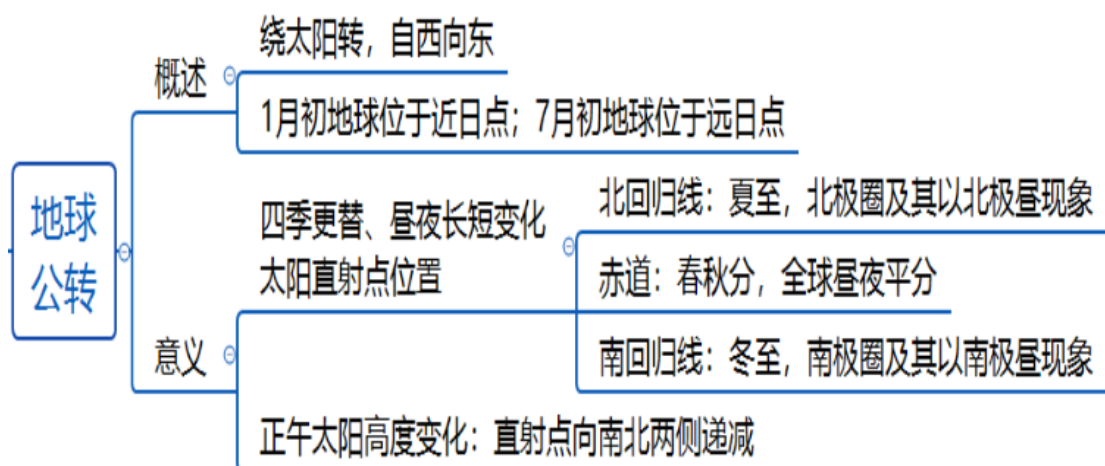 地球
公转
概述
绕太阳转，自西向东
1月初地球位于近日点；7月初地球位于远日点
意义
四季更替、昼夜长短变化
太阳直射点位置
北回归线：夏至，北极圈及其以北极昼现象
赤道：春秋分，全球昼夜平分
南回归线：冬至，南极圈及其以南极昼现象
正午太阳高度变化：直射点向南北两侧递减